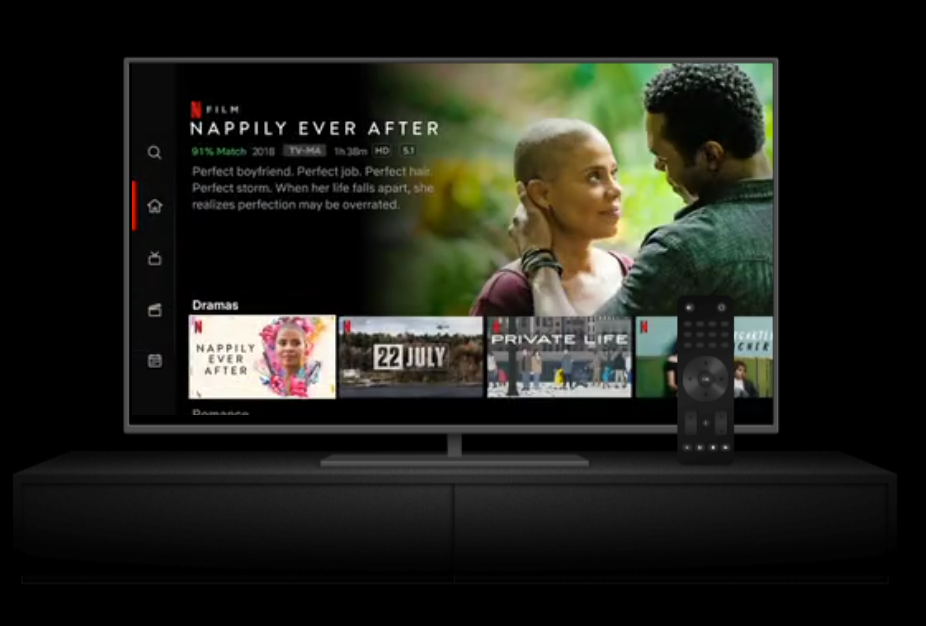 N FILM
NAPPILY EVER AFTER
91% Match 2018 TV-MA 1h 38m HD 5.1
Perfect boyfriend. Perfect job. Perfect hair.
Perfect storm. When her life falls apart, she
realizes perfection may be overrated.
Dramas
N
NAPPILY
EVER
AFTER
N
22 JULY
N
PRIVATE LIFE
N
Romance